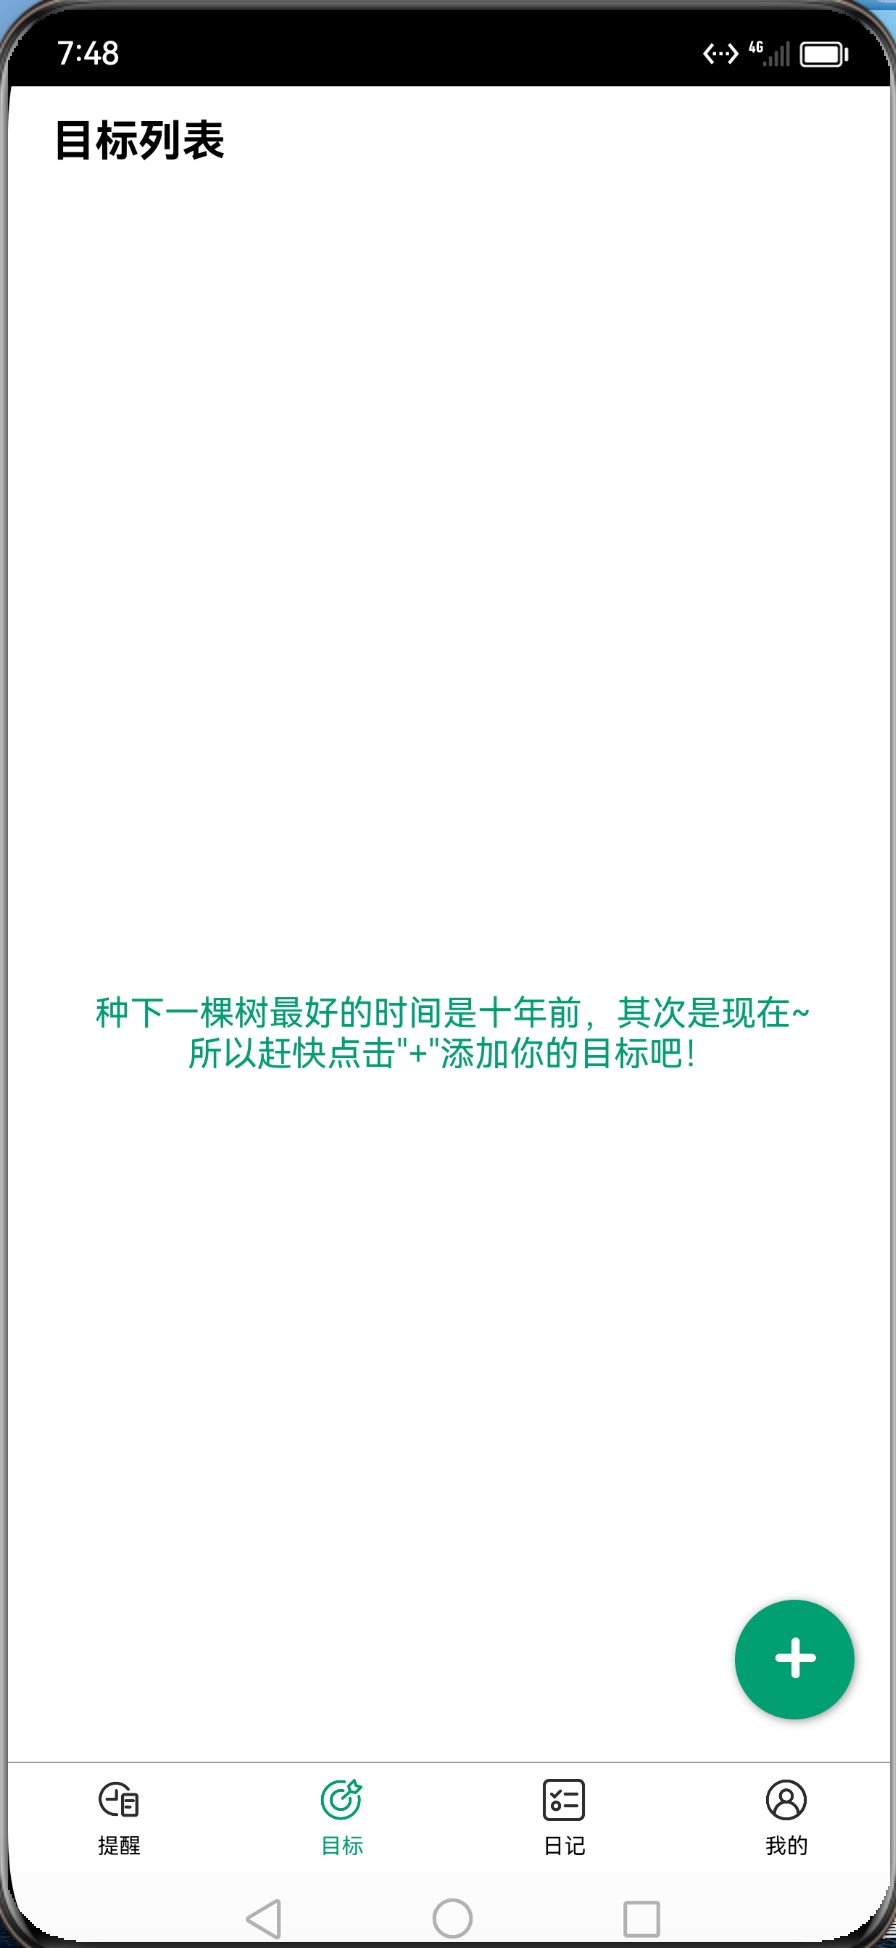 7:48
4G
目标列表
种下一棵树最好的时间是十年前，其次是现在~
所以赶快点击"+"添加你的目标吧！
提醒
目标
日记
我的